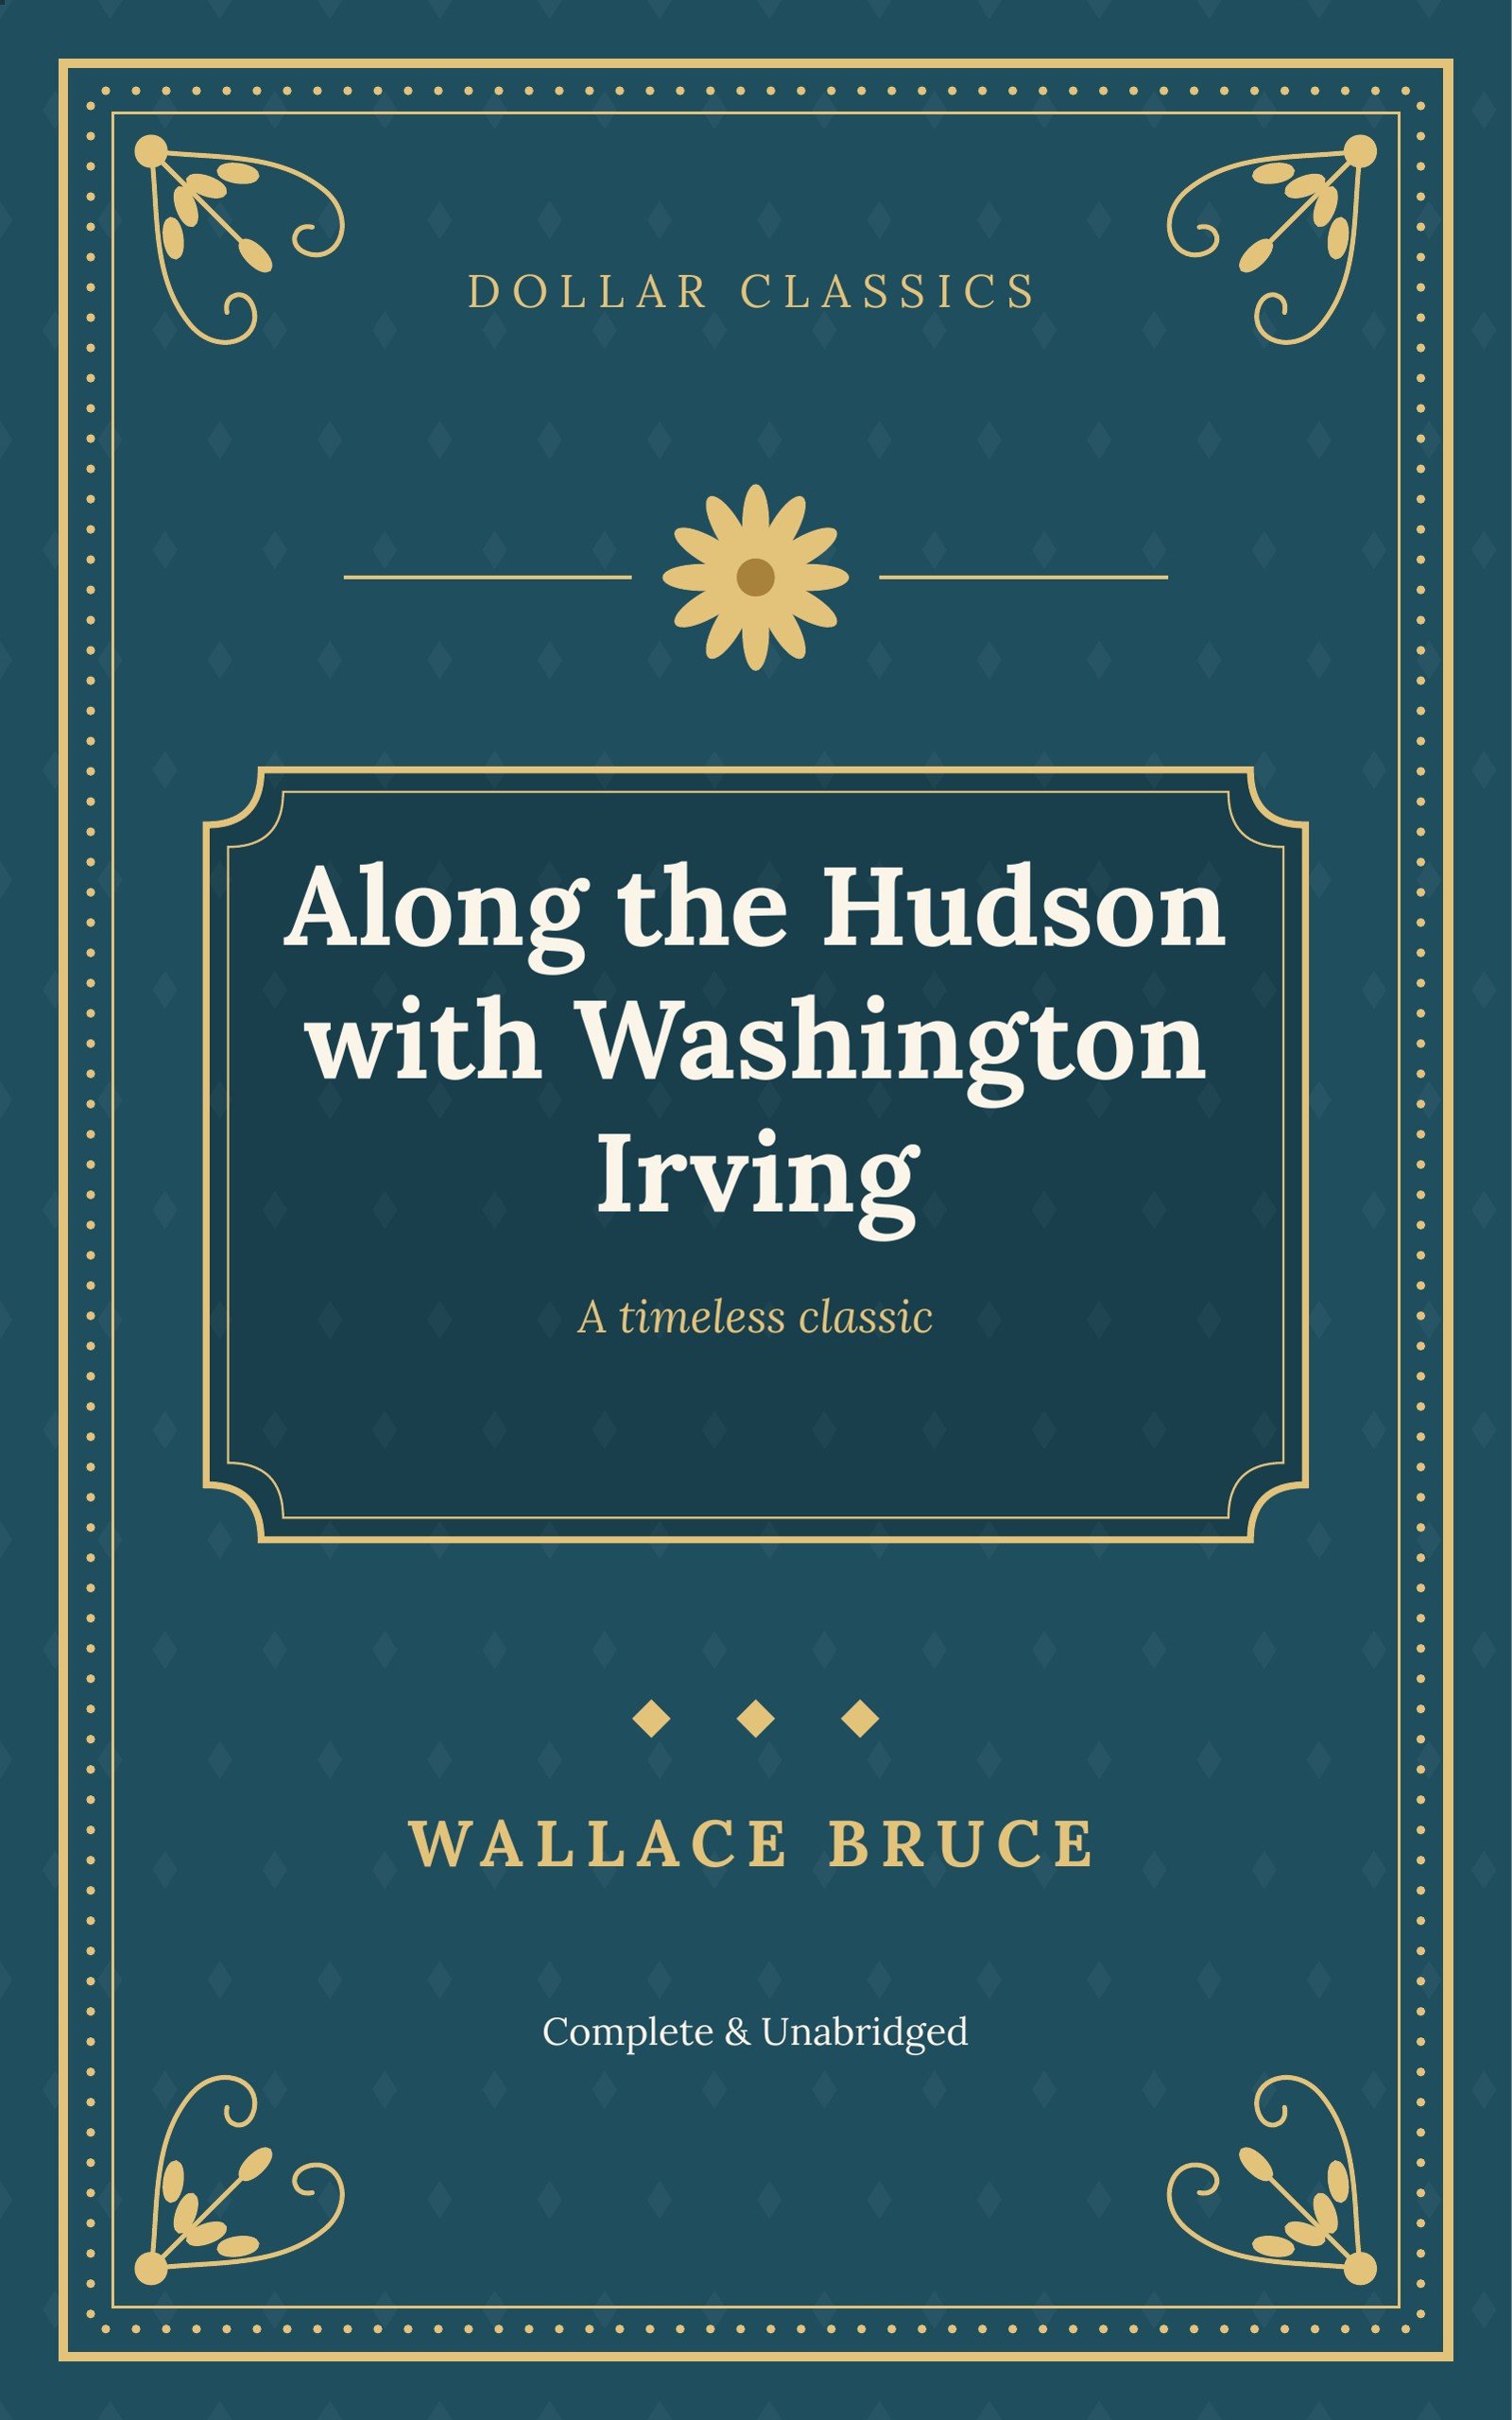 DOLLAR CLASSICS
Along the Hudson
with Washington
Irving
A timeless classic
WALLACE BRUCE
Complete & Unabridged